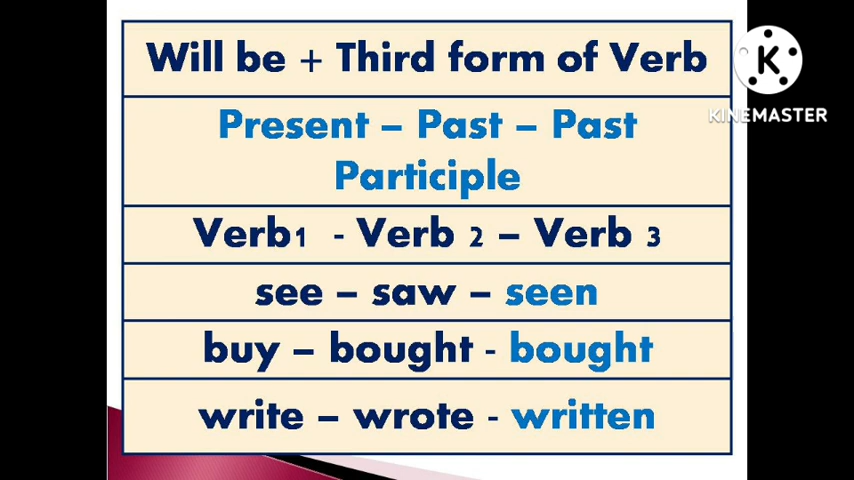 Will be + Third form of Verb
K
KINEMASTER
Present – Past – Past
Participle
Verb1 - Verb 2 – Verb 3
see – saw – seen
buy – bought - bought
write – wrote - written